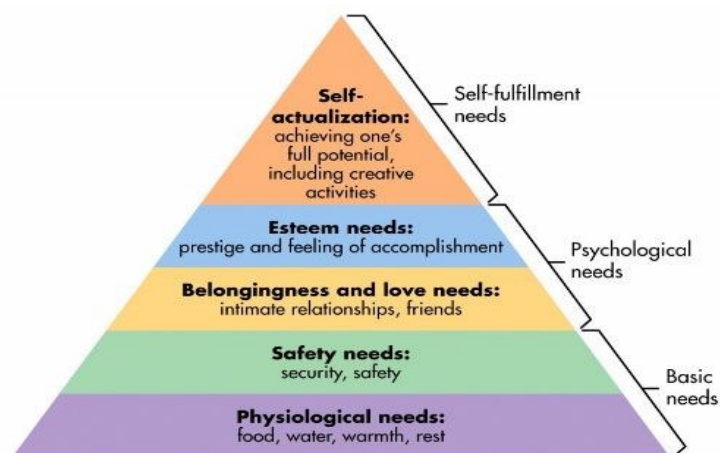 Self-
actualization:
achieving one's
full potential,
including creative
activities
Self-fulfillment
needs
Esteem needs:
prestige and feeling of accomplishment
Belongingness and love needs:
intimate relationships, friends
Psychological
needs
Safety needs:
security, safety
Physiological needs:
food, water, warmth, rest
Basic
needs